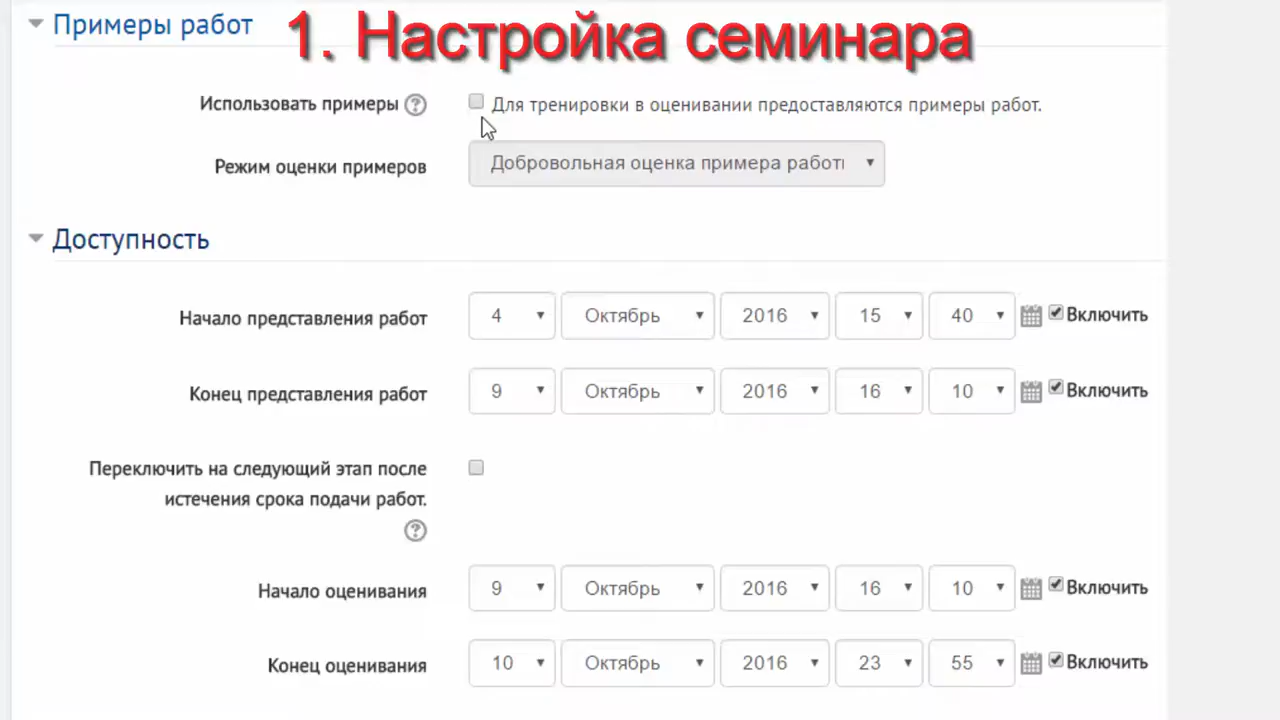 Примеры работ
1. Настройка семинара
Использовать примеры ? Для тренировки в оценивании предоставляются примеры работ.
Режим оценки примеров Добровольная оценка примера работ
Доступность
Начало представления работ 4 Октябрь 2016 15 40 Включить
Конец представления работ 9 Октябрь 2016 16 10 Включить
Переключить на следующий этап после
истечения срока подачи работ.
?
Начало оценивания 9 Октябрь 2016 16 10 Включить
Конец оценивания 10 Октябрь 2016 23 55 Включить